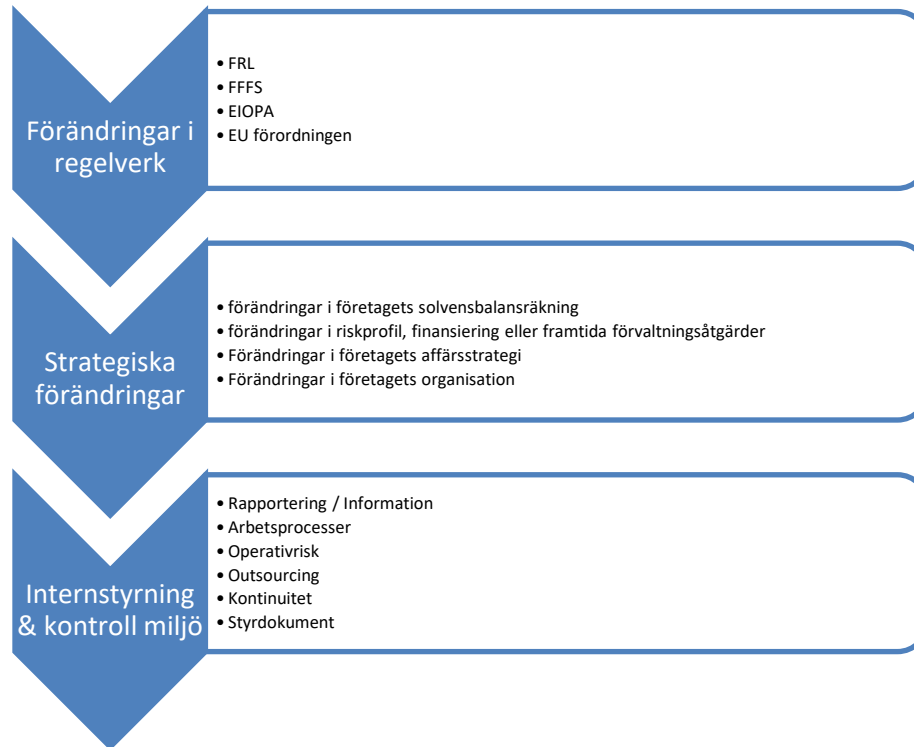 Förändringar i
regelverk
• FRL
• FFFS
• EIOPA
• EU förordningen
Strategiska
förändringar
• förändringar i företagets solvensbalansräkning
• förändringar i riskprofil, finansiering eller framtida förvaltningsåtgärder
• Förändringar i företagets affärsstrategi
• Förändringar i företagets organisation
Internstyrning
& kontroll miljö
• Rapportering / Information
• Arbetsprocesser
• Operativrisk
• Outsourcing
• Kontinuitet
• Styrdokument